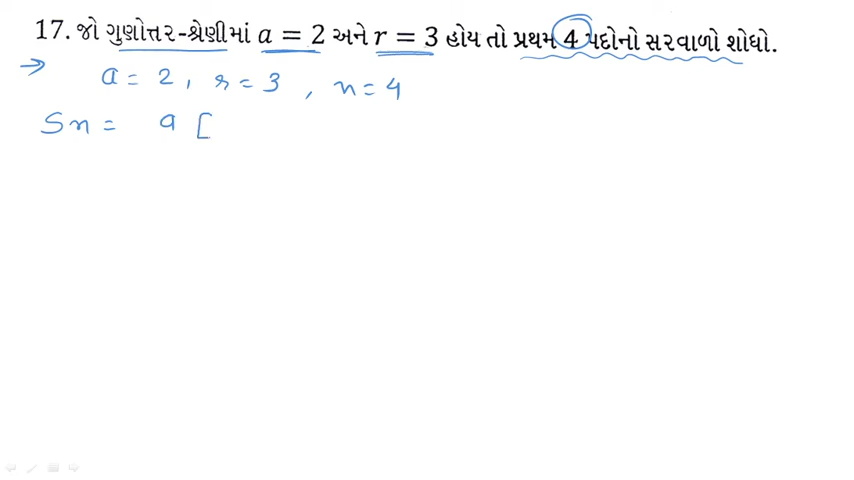 17. જો ગુણોત્તર-શ્રેણીમાં a = 2 અને r = 3 હોય તો પ્રથમ 4 પદોનો સરવાળો શોધો.
→ a = 2, r = 3, n = 4
Sn = a [